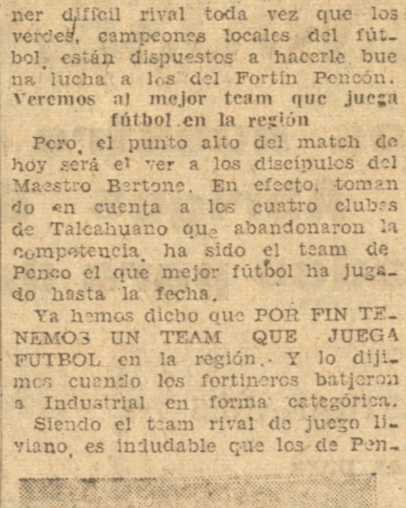 ner difícil rival toda vez que los
verdes, campeones locales del fút-
bol, están dispuestos a hacerle bue
na lucha a los del Fortín Pencón.
Veremos al mejor team que juega
fútbol en la región
Pero, el punto alto del match de
hoy será el ver a los discípulos del
Maestro Bertone. En efecto, toman
do en cuenta a los cuatro clubes
de Talcahuano que abandonaron la
competencia, ha sido el team de
Penco el que mejor fútbol ha juga-
do hasta la fecha.
Ya hemos dicho que POR FIN TE-
NEMOS UN TEAM QUE JUEGA
FUTBOL en la región.- Y lo diji-
mos cuando los fortineros batieron
a Industrial en forma categórica.
Siendo el team rival de juego li-
viano, es indudable que los de Pen-